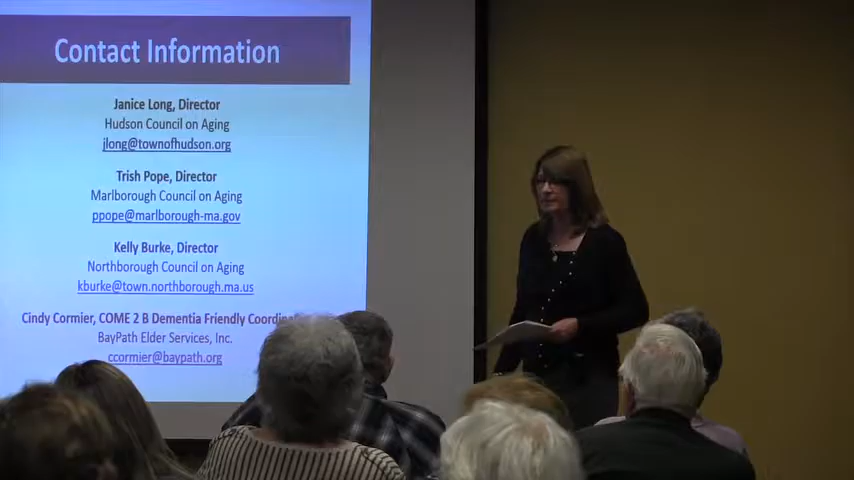 Contact Information
Janice Long, Director
Hudson Council on Aging
jlong@townofhudson.org
Trish Pope, Director
Marlborough Council on Aging
ppope@marlborough-ma.gov
Kelly Burke, Director
Northborough Council on Aging
kburke@town.northborough.ma.us
Cindy Cormier, COME 2 B Dementia Friendly
BayPath Elder Services, Inc.
ccormier@baypath.org